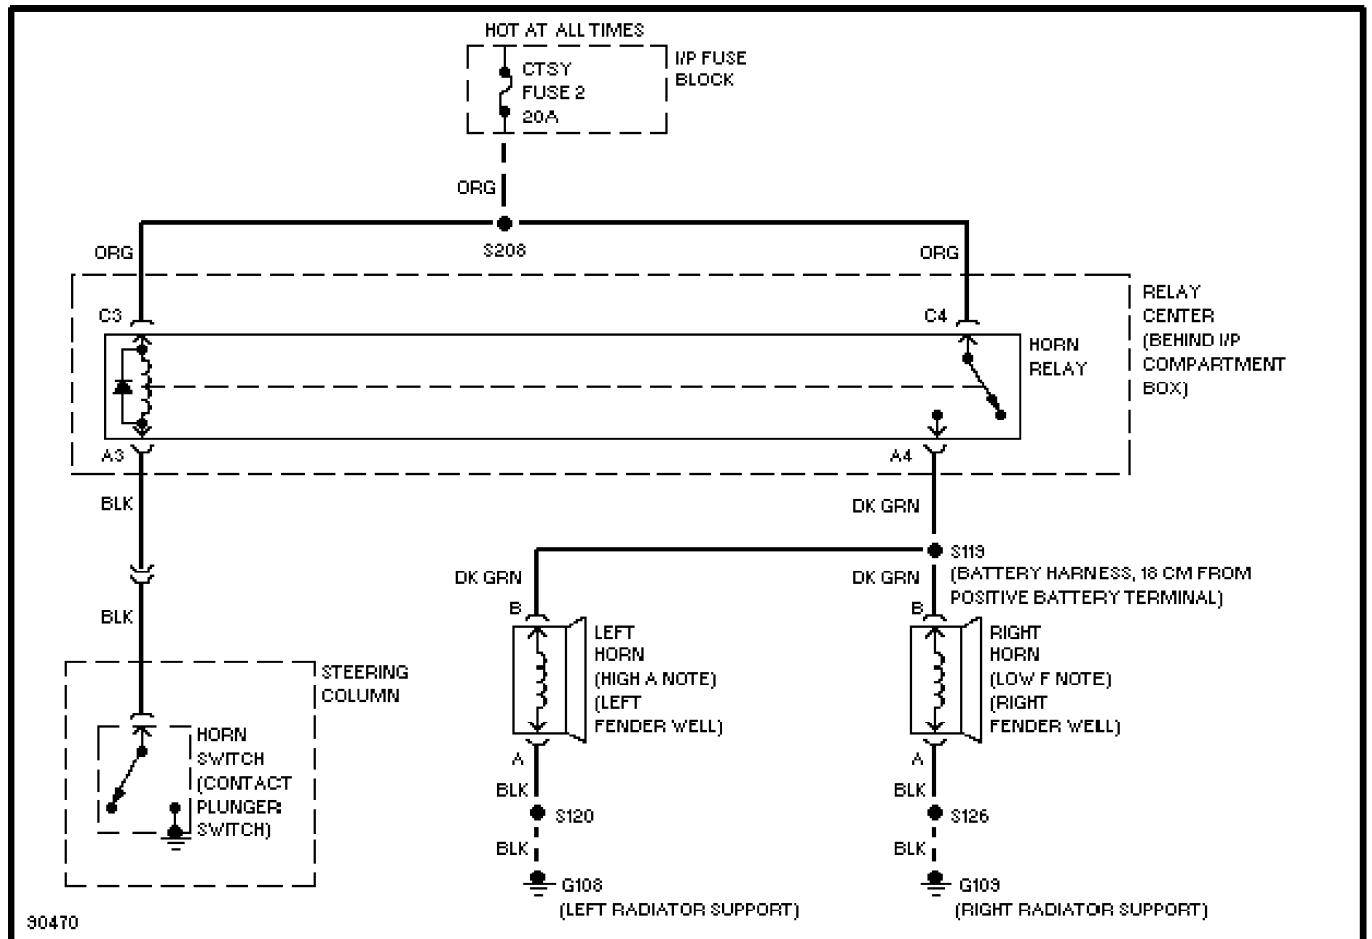 HOT AT ALL TIMES
I/P FUSE
BLOCK
CTSY
FUSE 2
20A
ORG
S208
ORG
ORG
RELAY
CENTER
(BEHIND I/P
COMPARTMENT
BOX)
C3
C4
HORN
RELAY
A3
A4
BLK
DK GRN
S119
(BATTERY HARNESS, 18 CM FROM
POSITIVE BATTERY TERMINAL)
DK GRN
DK GRN
BLK
B
B
LEFT
HORN
(HIGH A NOTE)
(LEFT
FENDER WELL)
RIGHT
HORN
(LOW F NOTE)
(RIGHT
FENDER WELL)
STEERING
COLUMN
HORN
SWITCH
(CONTACT
PLUNGER
SWITCH)
A
A
BLK
BLK
S120
S126
BLK
BLK
G108
(LEFT RADIATOR SUPPORT)
G109
(RIGHT RADIATOR SUPPORT)
90470